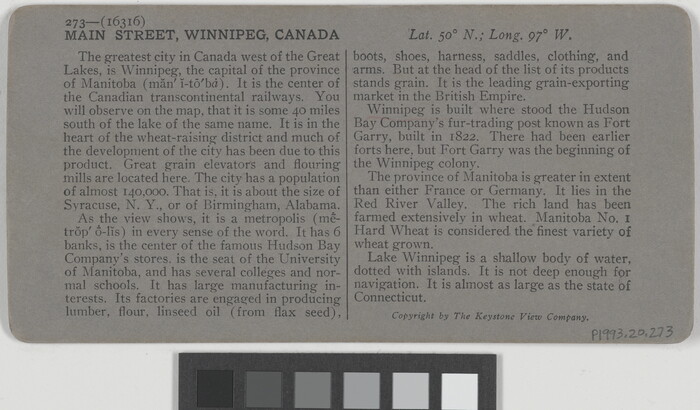 273—(16316)
MAIN STREET, WINNIPEG, CANADA
Lat. 50° N.; Long. 97° W.
The greatest city in Canada west of the Great
Lakes, is Winnipeg, the capital of the province
of Manitoba (măn′ ĭ-tō′bȧ). It is the center of
the Canadian transcontinental railways. You
will observe on the map, that it is some 40 miles
south of the lake of the same name. It is in the
heart of the wheat-raising district and much of
the development of the city has been due to this
product. Great grain elevators and flouring
mills are located here. The city has a population
of almost 140,000. That is, it is about the size of
Syracuse, N. Y., or of Birmingham, Alabama.
As the view shows, it is a metropolis (mê-
trŏp′ ô-lĭs) in every sense of the word. It has 6
banks, is the center of the famous Hudson Bay
Company's stores. is the seat of the University
of Manitoba, and has several colleges and nor-
mal schools. It has large manufacturing in-
terests. Its factories are engaged in producing
lumber, flour, linseed oil (from flax seed),
boots, shoes, harness, saddles, clothing, and
arms. But at the head of the list of its products
stands grain. It is the leading grain-exporting
market in the British Empire.
Winnipeg is built where stood the Hudson
Bay Company's fur-trading post known as Fort
Garry, built in 1822. There had been earlier
forts here, but Fort Garry was the beginning of
the Winnipeg colony.
The province of Manitoba is greater in extent
than either France or Germany. It lies in the
Red River Valley. The rich land has been
farmed extensively in wheat. Manitoba No. 1
Hard Wheat is considered the finest variety of
wheat grown.
Lake Winnipeg is a shallow body of water,
dotted with islands. It is not deep enough for
navigation. It is almost as large as the state of
Connecticut.
Copyright by The Keystone View Company.
P1993.20.273